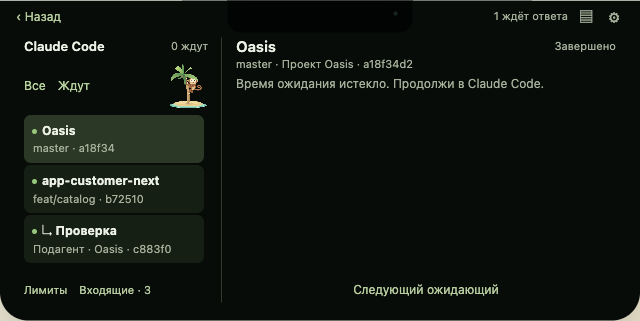 ‹ Назад
1 ждёт ответа
Claude Code
0 ждут
Все Ждут
Oasis
master · a18f34
app-customer-next
feat/catalog · b72510
Проверка
Подагент · Oasis · c883f0
Лимиты Входящие · 3
Oasis
Завершено
master · Проект Oasis · a18f34d2
Время ожидания истекло. Продолжи в Claude Code.
Следующий ожидающий